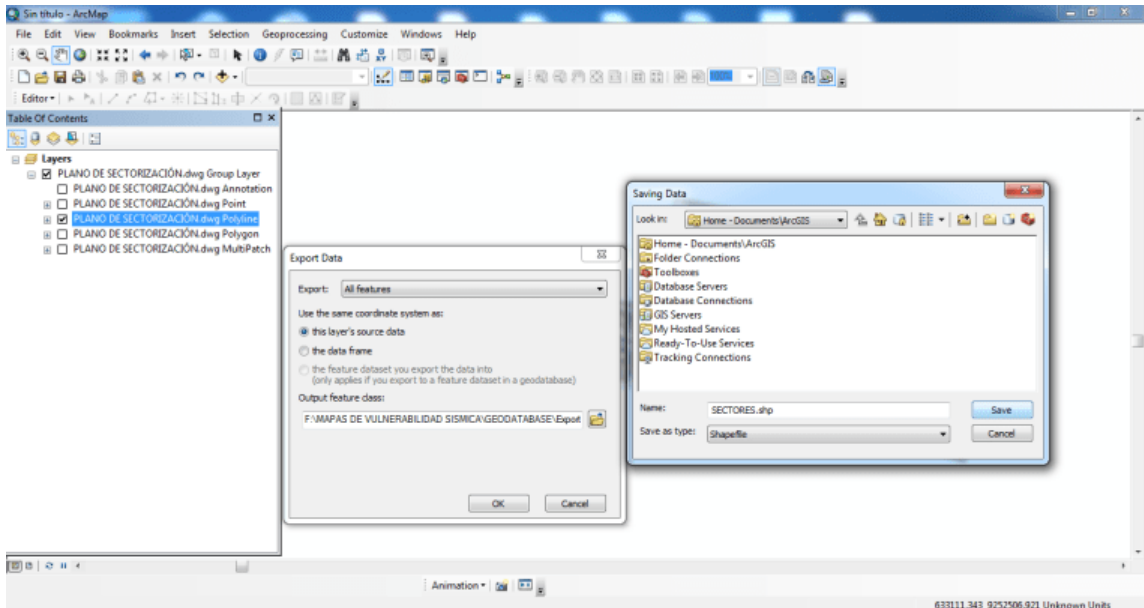 Sin título - ArcMap
File Edit View Bookmarks Insert Selection Geoprocessing Customize Windows Help
Editor
Table Of Contents
Layers
PLANO DE SECTORIZACIÓN.dwg Group Layer
PLANO DE SECTORIZACIÓN.dwg Annotation
PLANO DE SECTORIZACIÓN.dwg Point
PLANO DE SECTORIZACIÓN.dwg Polyline
PLANO DE SECTORIZACIÓN.dwg Polygon
PLANO DE SECTORIZACIÓN.dwg MultiPatch
Export Data
Export: All features
Use the same coordinate system as:
this layer's source data
the data frame
the feature dataset you export the data into
(only applies if you export to a feature dataset in a geodatabase)
Output feature class:
F:\MAPAS DE VULNERABILIDAD SISMICA\GEODATABASE\Export
OK Cancel
Saving Data
Look in: Home - Documents\ArcGIS
Home - Documents\ArcGIS
Folder Connections
Toolboxes
Database Servers
Database Connections
GIS Servers
My Hosted Services
Ready-To-Use Services
Tracking Connections
Name: SECTORES.shp Save
Save as type: Shapefile Cancel
Animation
633111.343 9252506.921 Unknown Units